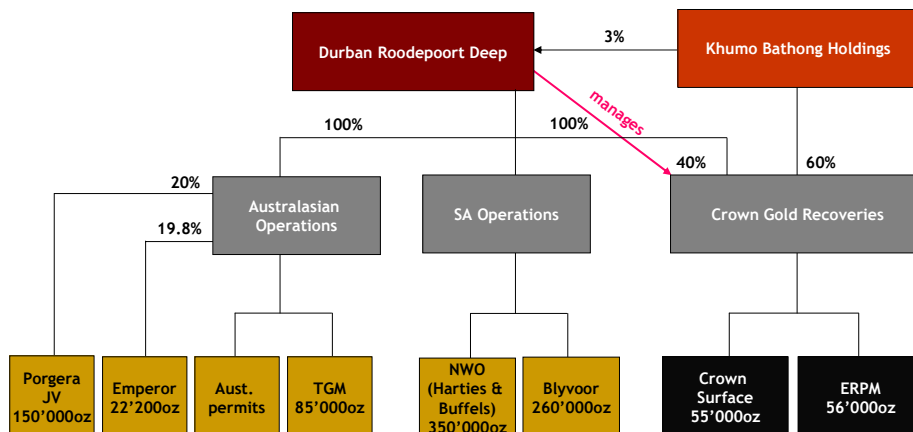 3%
Durban Roodepoort Deep
Khumo Bathong Holdings
manages
100%
100%
40%
60%
20%
Australasian
Operations
SA Operations
Crown Gold Recoveries
19.8%
Porgera
JV
150’000oz
Emperor
22’200oz
Aust.
permits
TGM
85’000oz
NWO
(Harties &
Buffels)
350’000oz
Blyvoor
260’000oz
Crown
Surface
55’000oz
ERPM
56’000oz